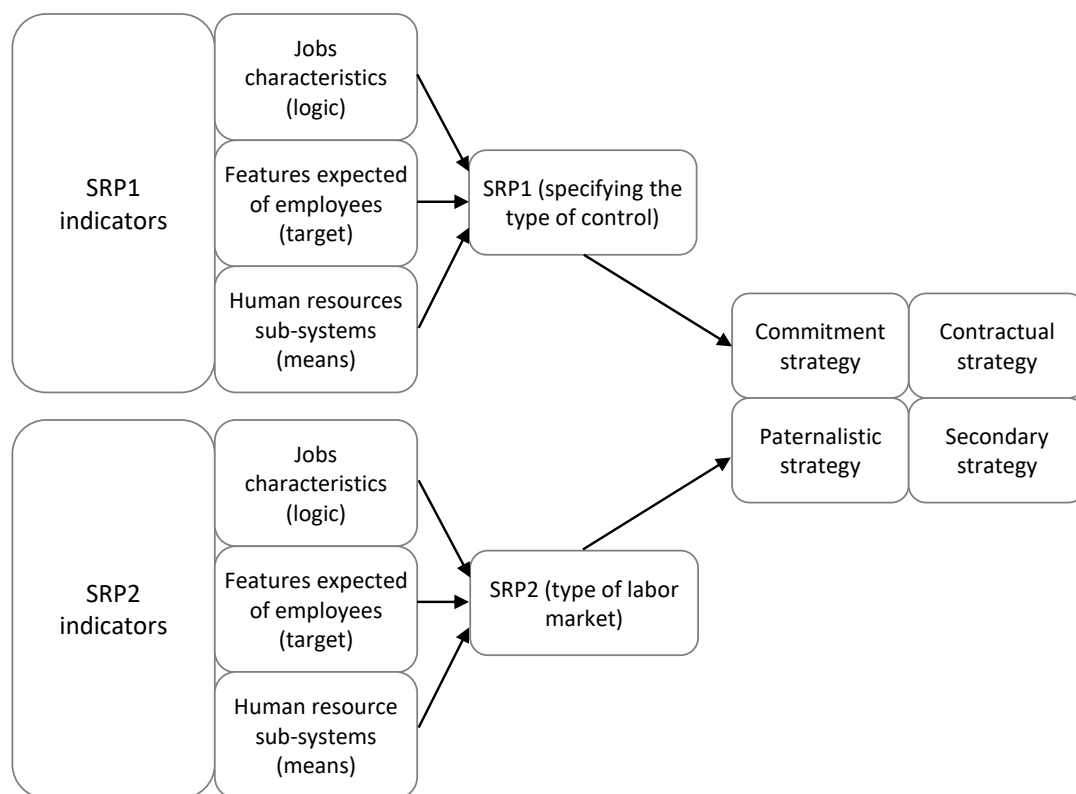 SRP1
indicators
Jobs
characteristics
(logic)
Features expected
of employees
(target)
Human resources
sub-systems
(means)
SRP1 (specifying the
type of control)
SRP2
indicators
Jobs
characteristics
(logic)
Features expected
of employees
(target)
Human resource
sub-systems
(means)
SRP2 (type of labor
market)
Commitment
strategy
Contractual
strategy
Paternalistic
strategy
Secondary
strategy